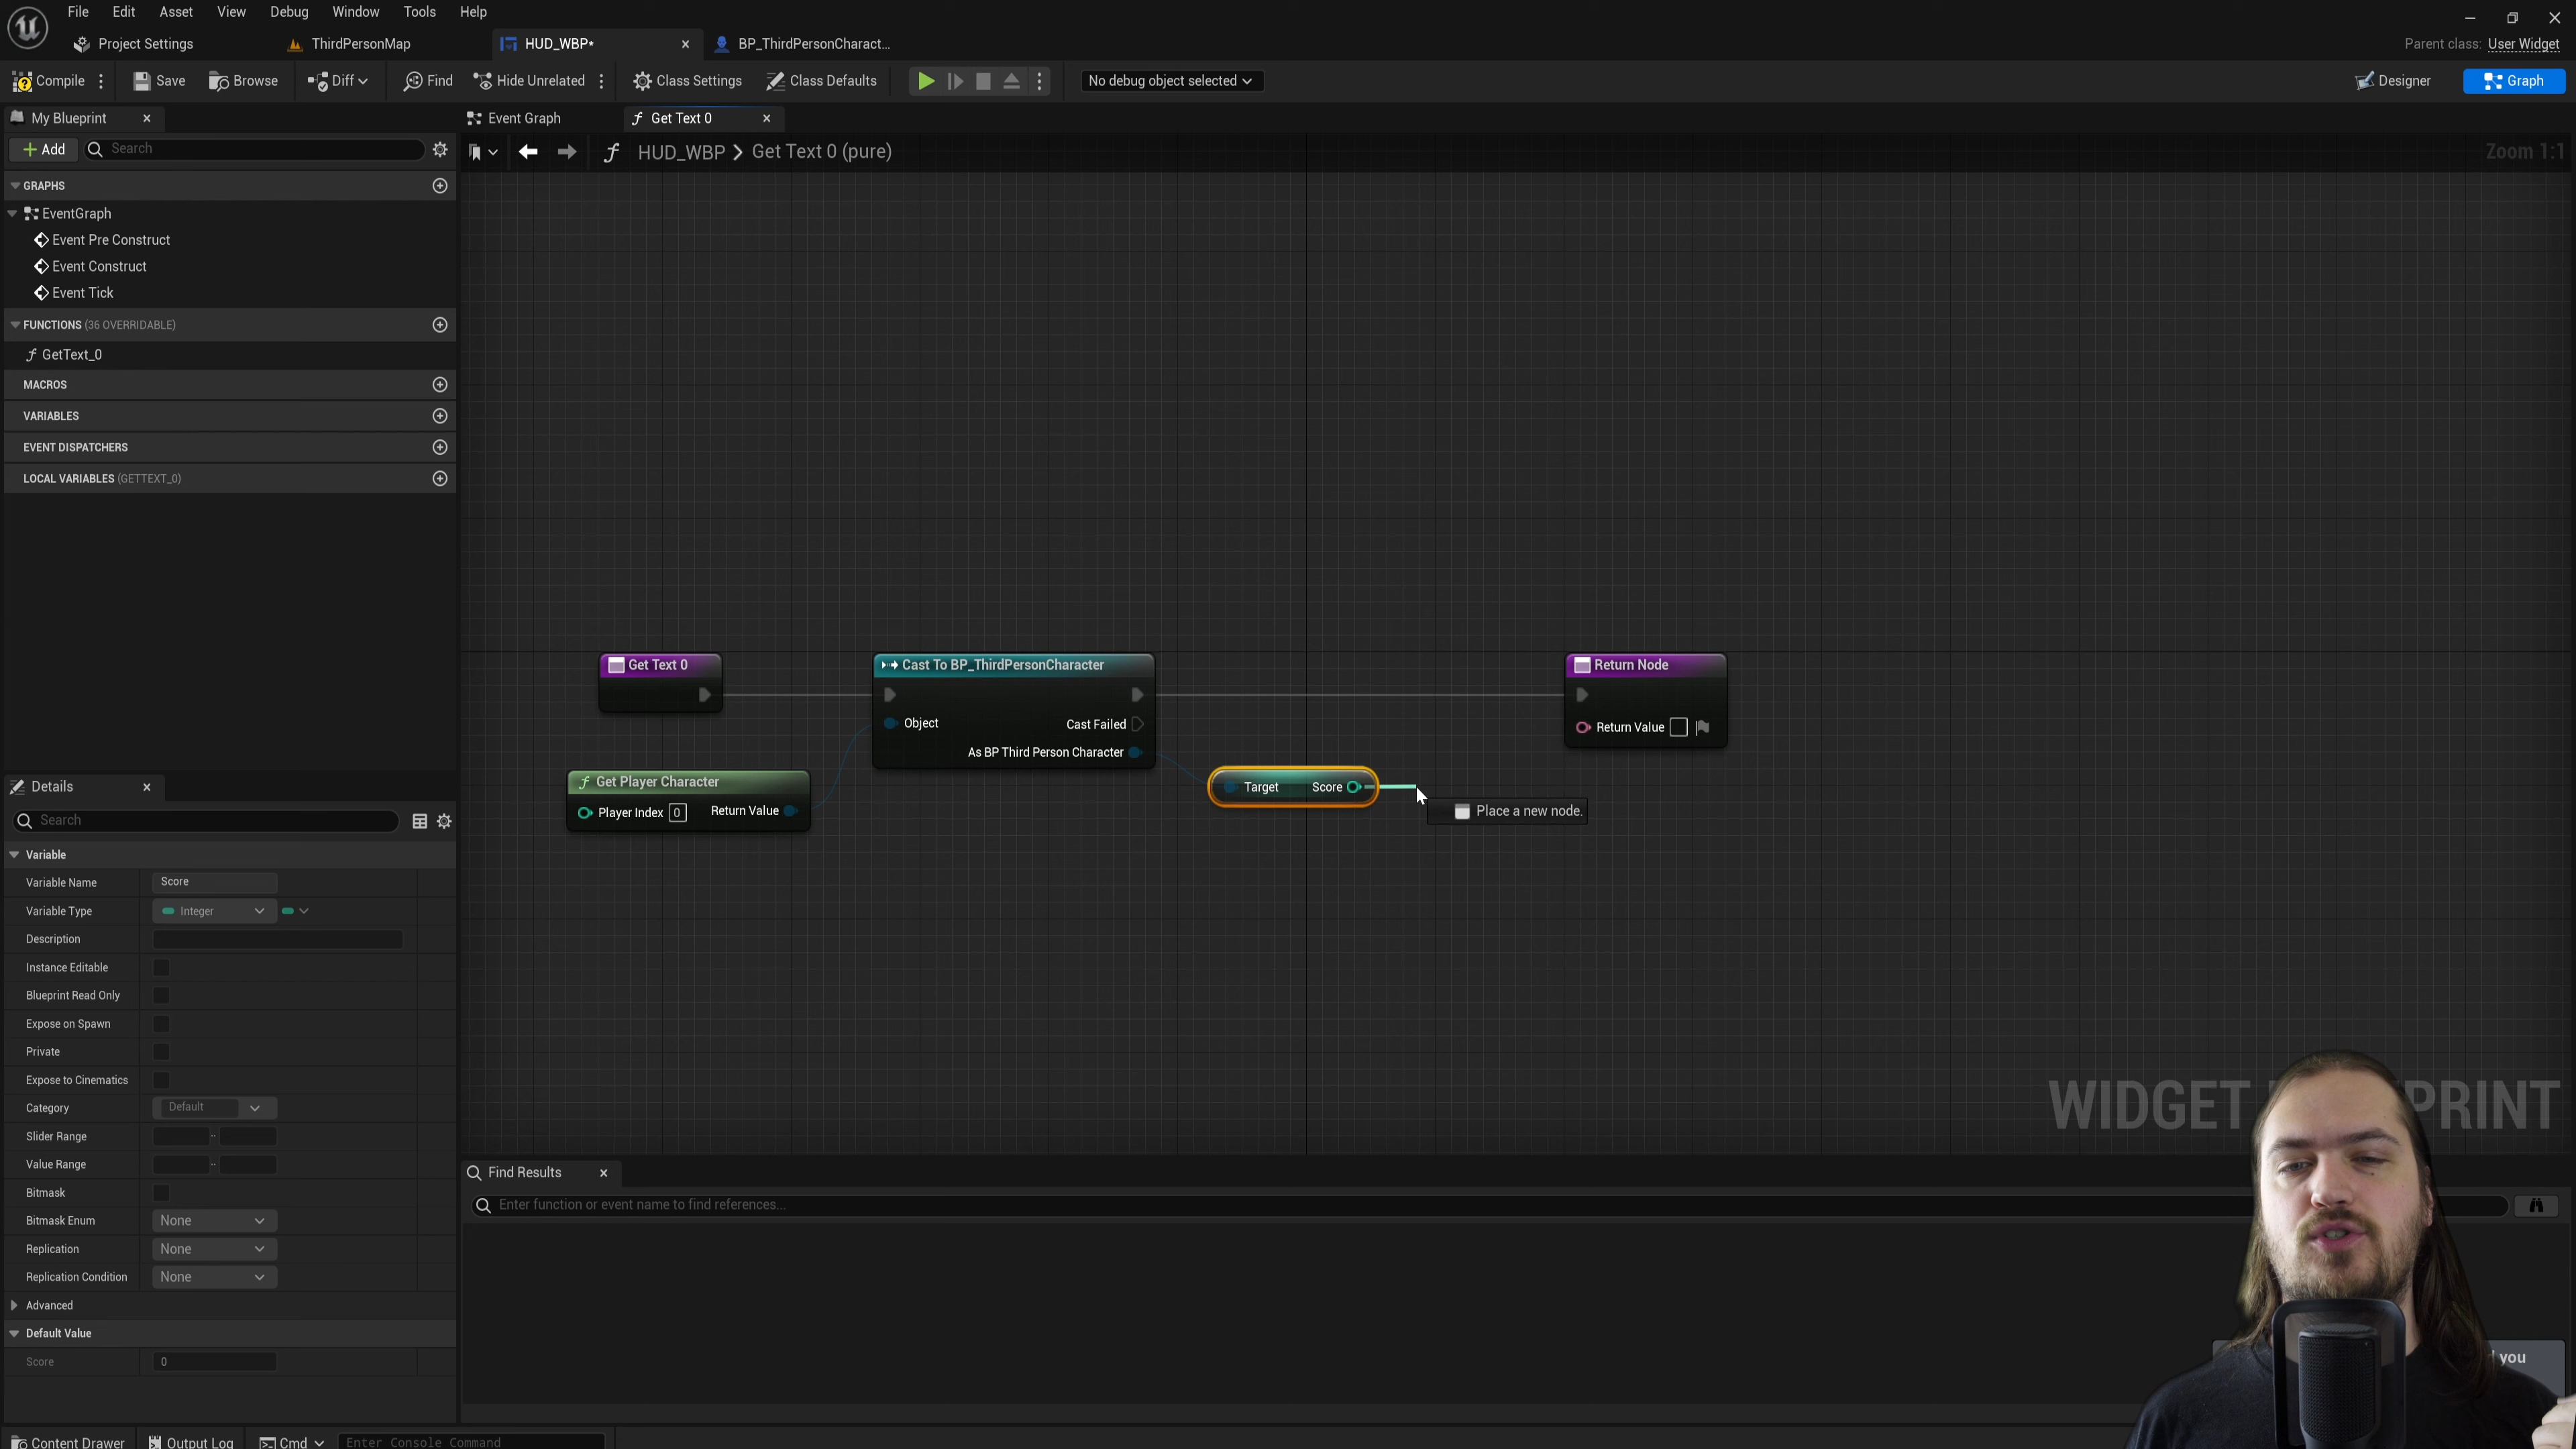 File Edit Asset View Debug Window Tools Help
Project Settings ThirdPersonMap HUD_WBP* BP_ThirdPersonCharact...
Parent class: User Widget
Compile Save Browse Diff Find Hide Unrelated Class Settings Class Defaults No debug object selected Designer Graph
My Blueprint
Event Graph Get Text 0
Add Search
HUD_WBP > Get Text 0 (pure)
Zoom 1:1
GRAPHS
EventGraph
Event Pre Construct
Event Construct
Event Tick
FUNCTIONS (36 OVERRIDABLE)
GetText_0
MACROS
VARIABLES
EVENT DISPATCHERS
LOCAL VARIABLES (GETTEXT_0)
Get Text 0
Cast To BP_ThirdPersonCharacter
Object
Cast Failed
As BP Third Person Character
Get Player Character
Player Index 0 Return Value
Target Score
Place a new node.
Return Node
Return Value
WIDGET PRINT
Details
Search
Variable
Variable Name Score
Variable Type Integer
Description
Instance Editable
Blueprint Read Only
Expose on Spawn
Private
Expose to Cinematics
Category Default
Slider Range
Value Range
Bitmask
Bitmask Enum None
Replication None
Replication Condition None
Advanced
Default Value
Score 0
Find Results
Enter function or event name to find references...
you
Content Drawer Output Log Cmd Enter Console Command